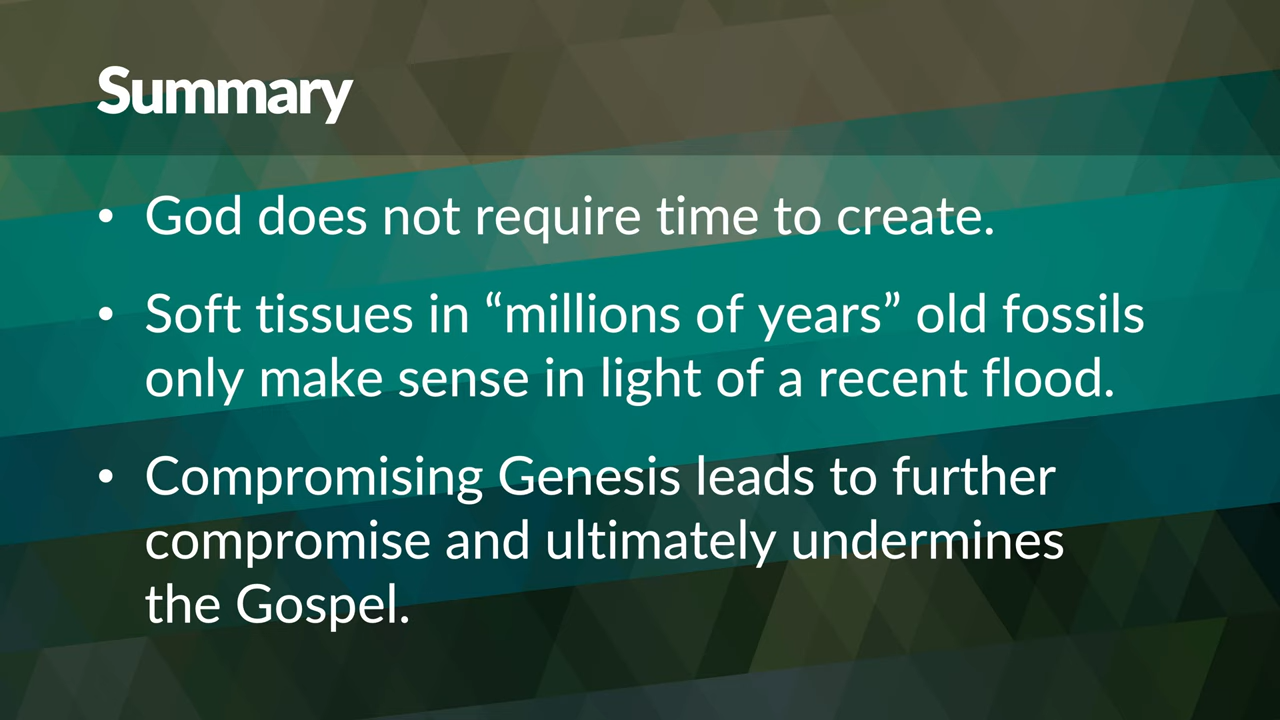 Summary
• God does not require time to create.
• Soft tissues in “millions of years” old fossils
only make sense in light of a recent flood.
• Compromising Genesis leads to further
compromise and ultimately undermines
the Gospel.